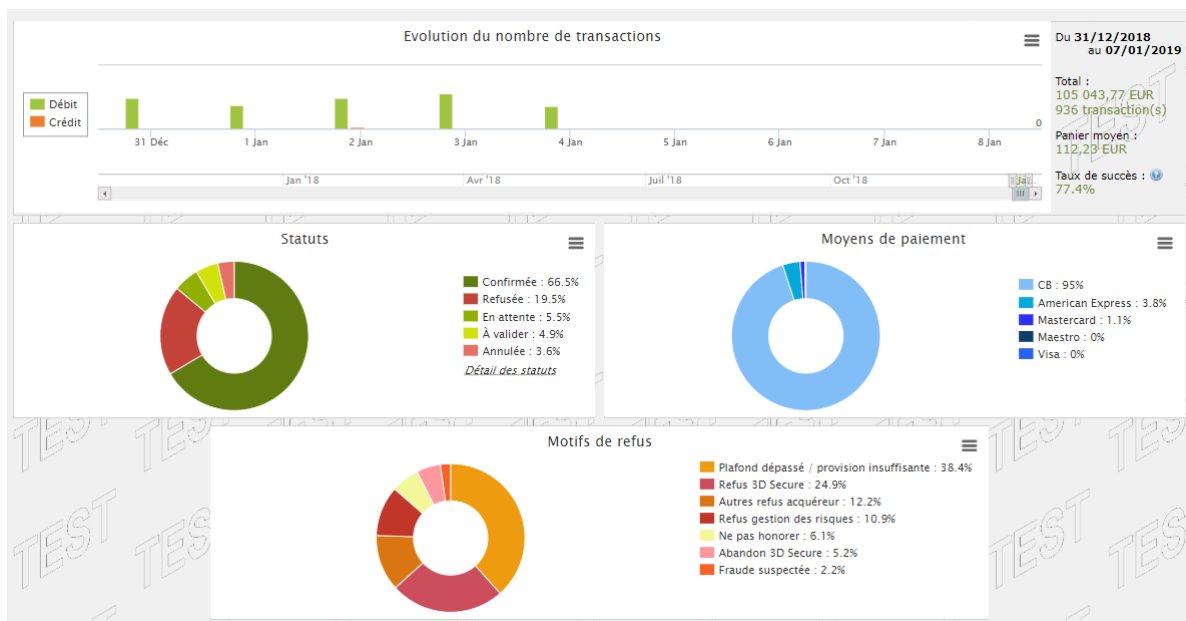 Evolution du nombre de transactions
Débit
Crédit
0
31 Déc 1 Jan 2 Jan 3 Jan 4 Jan 5 Jan 6 Jan 7 Jan 8 Jan
Jan '18 Avr '18 Juil '18 Oct '18
Du 31/12/2018
au 07/01/2019
Total :
105 043,77 EUR
936 transaction(s)
Panier moyen :
112,23 EUR
Taux de succès :
77.4%
Statuts
Confirmée : 66.5%
Refusée : 19.5%
En attente : 5.5%
À valider : 4.9%
Annulée : 3.6%
Détail des statuts
Moyens de paiement
CB : 95%
American Express : 3.8%
Mastercard : 1.1%
Maestro : 0%
Visa : 0%
Motifs de refus
Plafond dépassé / provision insuffisante : 38.4%
Refus 3D Secure : 24.9%
Autres refus acquéreur : 12.2%
Refus gestion des risques : 10.9%
Ne pas honorer : 6.1%
Abandon 3D Secure : 5.2%
Fraude suspectée : 2.2%
TEST
TEST
TEST
TEST
TEST
TEST
TEST